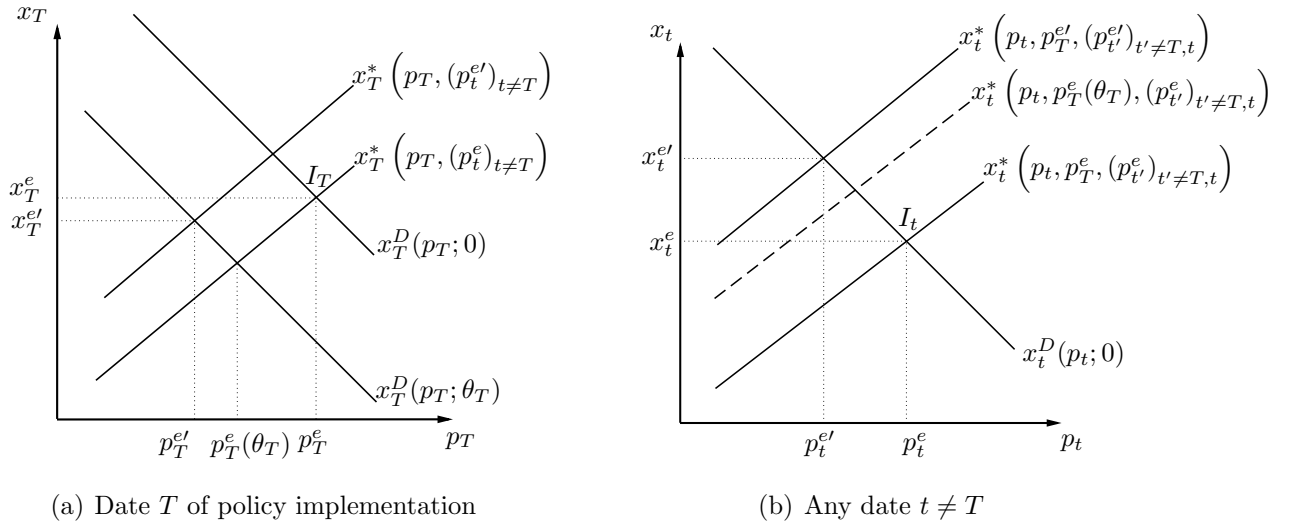 x_T
x_T^* (p_T, (p_t^{e′})_{t≠T})
x_T^* (p_T, (p_t^e)_{t≠T})
I_T
x_T^e
x_T^{e′}
x_T^D(p_T; 0)
x_T^D(p_T; θ_T)
p_T^{e′} p_T^e(θ_T) p_T^e p_T
(a) Date T of policy implementation
x_t
x_t^* (p_t, p_T^{e′}, (p_{t′}^{e′})_{t′≠T,t})
x_t^* (p_t, p_T^e(θ_T), (p_{t′}^e)_{t′≠T,t})
x_t^{e′}
x_t^* (p_t, p_T^e, (p_{t′}^e)_{t′≠T,t})
I_t
x_t^e
x_t^D(p_t; 0)
p_t^{e′} p_t^e p_t
(b) Any date t ≠ T